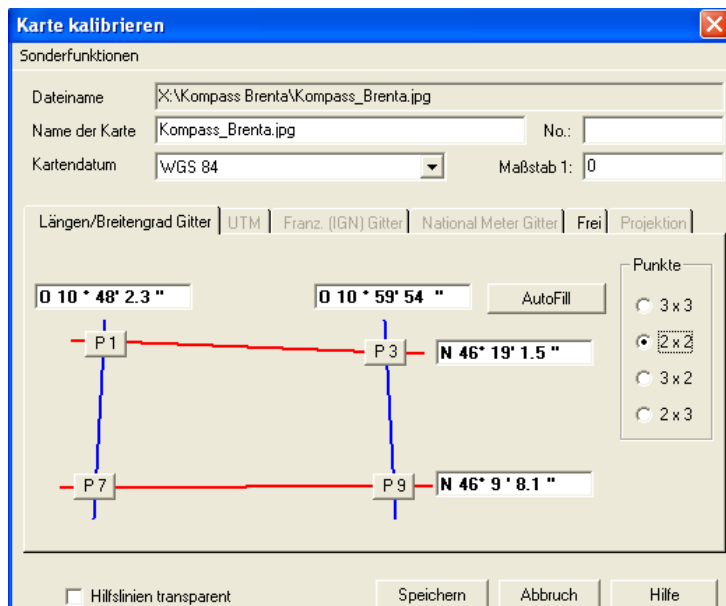 Karte kalibrieren
Sonderfunktionen
Dateiname X:\Kompass Brenta\Kompass_Brenta.jpg
Name der Karte Kompass_Brenta.jpg No.:
Kartendatum WGS 84 Maßstab 1: 0
Längen/Breitengrad Gitter UTM Franz. (IGN) Gitter National Meter Gitter Frei Projektion
Punkte
O 10 ° 48' 2.3 " O 10 ° 59' 54 " AutoFill
3 x 3
P 1 P 3 N 46° 19' 1.5 "
2 x 2
3 x 2
2 x 3
P 7 P 9 N 46° 9 ' 8.1 "
Hilfslinien transparent Speichern Abbruch Hilfe